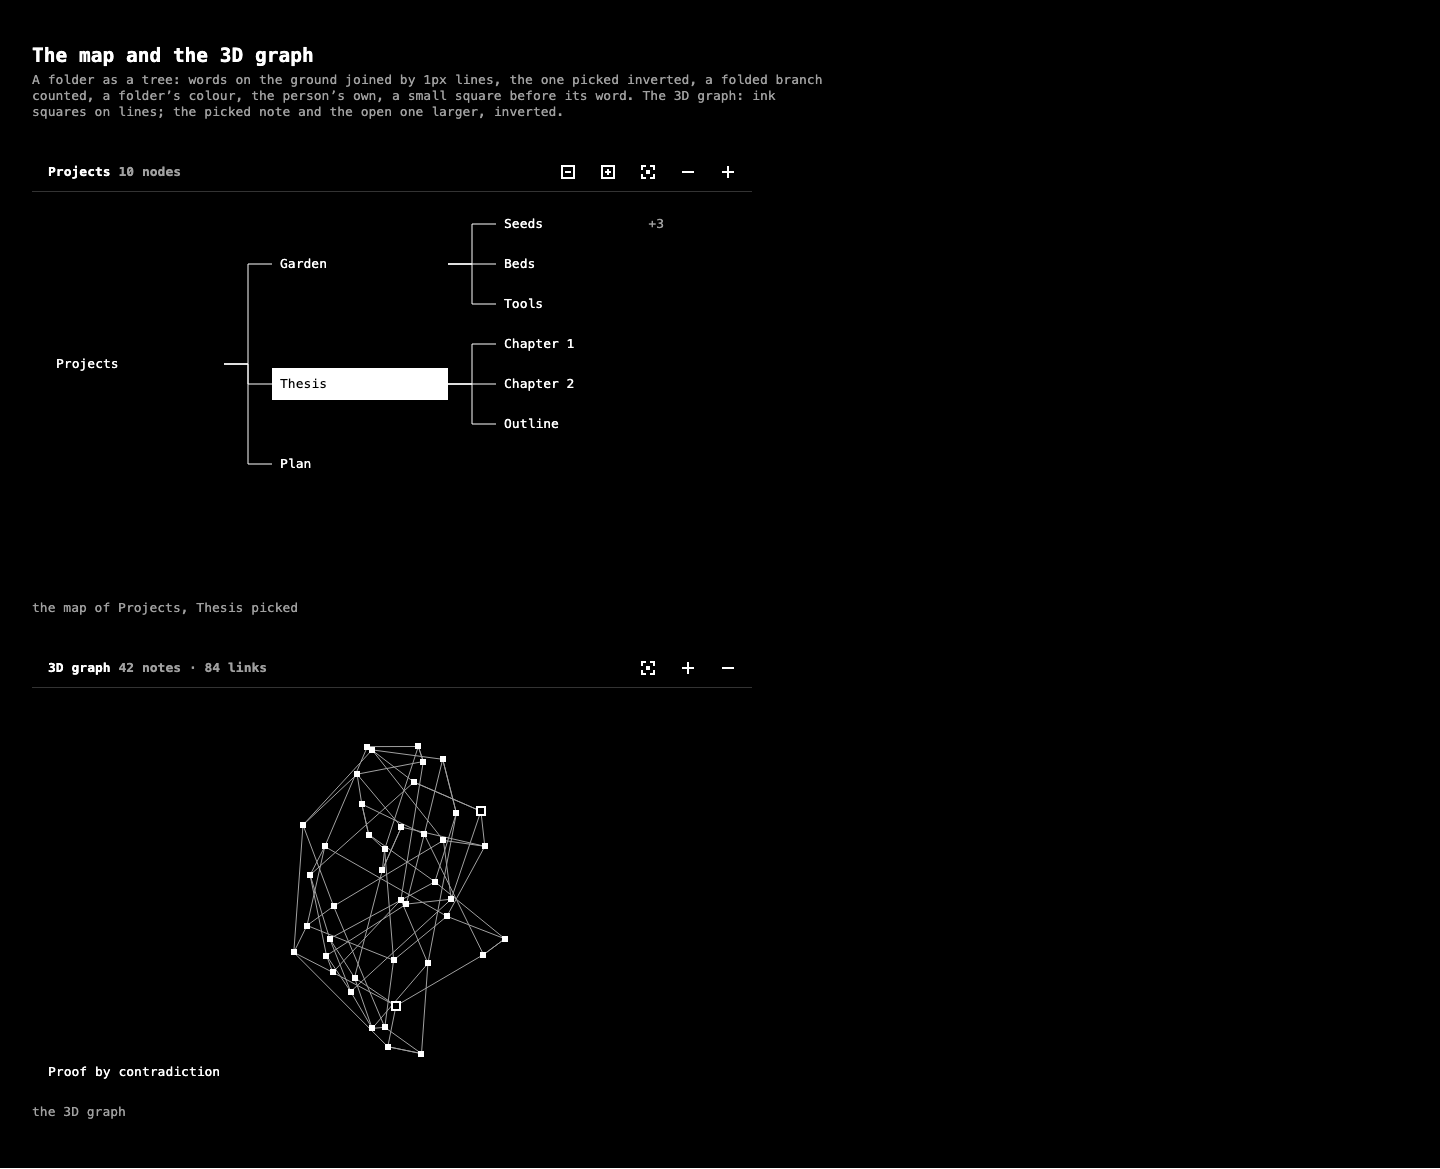 The map and the 3D graph
A folder as a tree: words on the ground joined by 1px lines, the one picked inverted, a folded branch
counted, a folder’s colour, the person’s own, a small square before its word. The 3D graph: ink
squares on lines; the picked note and the open one larger, inverted.
Projects 10 nodes
Seeds +3
Garden
Beds
Tools
Chapter 1
Projects
Thesis
Chapter 2
Outline
Plan
the map of Projects, Thesis picked
3D graph 42 notes · 84 links
Proof by contradiction
the 3D graph